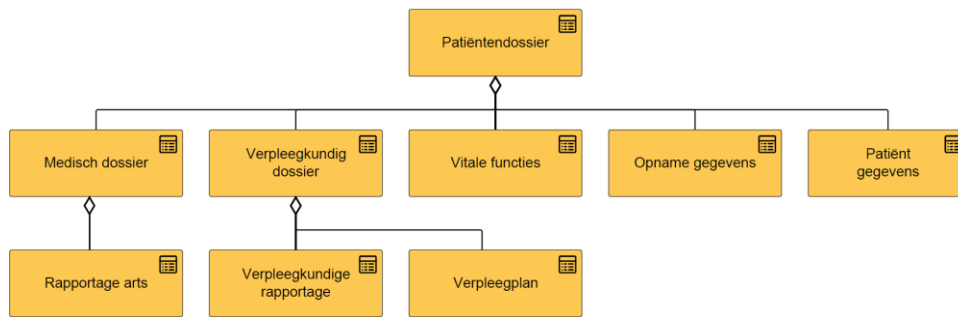 Patiëntendossier
Medisch dossier
Verpleegkundig
dossier
Vitale functies
Opname gegevens
Patiënt
gegevens
Rapportage arts
Verpleegkundige
rapportage
Verpleegplan